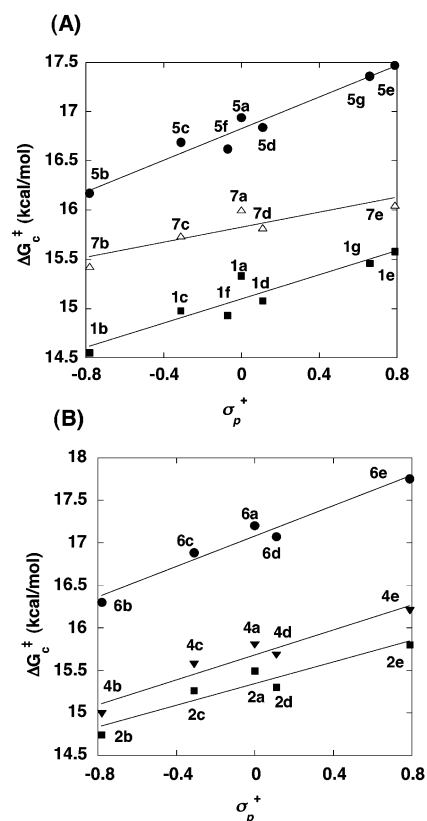 (A)
17.5
17
16.5
16
15.5
15
14.5
ΔGc‡ (kcal/mol)
5b
5c
5f
5a
5d
5g
5e
7b
7c
7a
7d
7e
1b
1c
1f
1a
1d
1g
1e
-0.8
-0.4
0
0.4
0.8
σp+
(B)
18
17.5
17
16.5
16
15.5
15
14.5
ΔGc‡ (kcal/mol)
6b
6c
6a
6d
6e
4b
4c
4a
4d
4e
2b
2c
2a
2d
2e
-0.8
-0.4
0
0.4
0.8
σp+